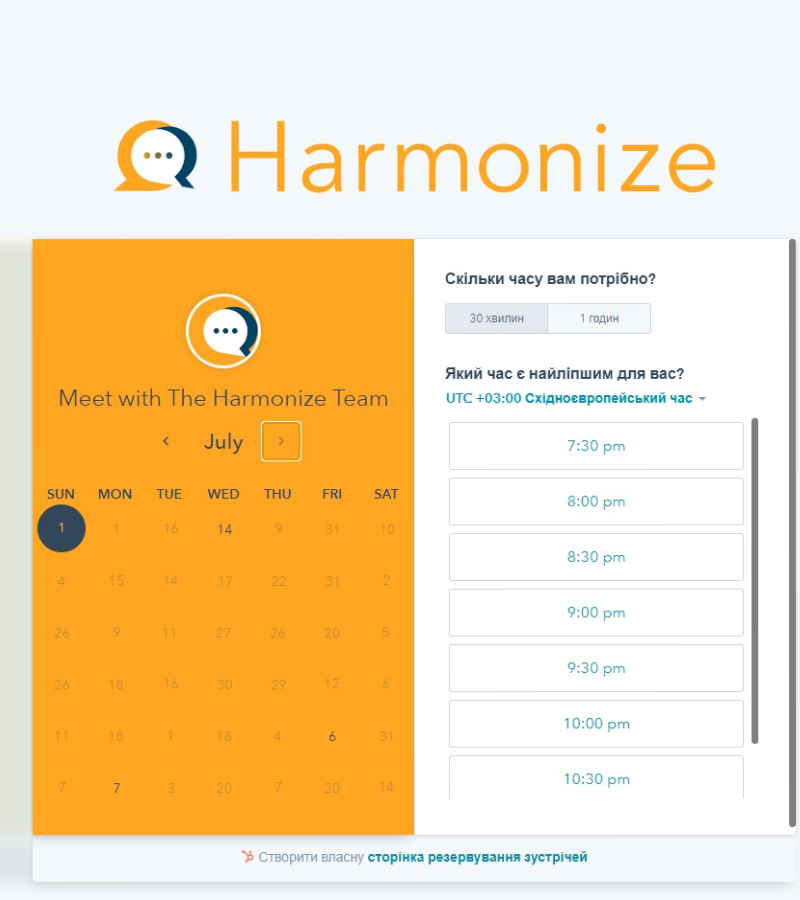 Harmonize
Meet with The Harmonize Team
July
SUN MON TUE WED THU FRI SAT
1 1 16 14 9 31 10
4 15 14 17 22 31 2
26 9 11 27 26 20 5
26 18 16 30 29 12 6
11 18 1 18 4 6 31
7 7 3 20 7 20 14
Скільки часу вам потрібно?
30 хвилин 1 годин
Який час є найліпшим для вас?
UTC +03:00 Східноєвропейський час
7:30 pm
8:00 pm
8:30 pm
9:00 pm
9:30 pm
10:00 pm
10:30 pm
Створити власну сторінка резервування зустрічей